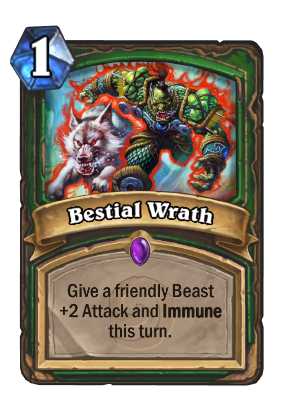 1
Bestial Wrath
Give a friendly Beast
+2 Attack and Immune
this turn.